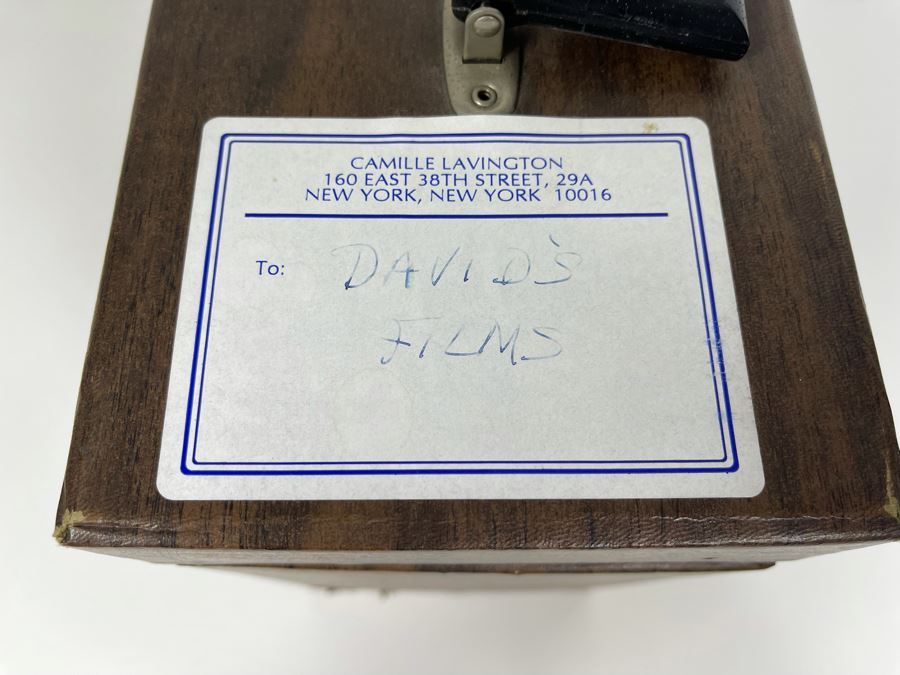 CAMILLE LAVINGTON
160 EAST 38TH STREET, 29A
NEW YORK, NEW YORK 10016
To: DAVID'S
FILMS